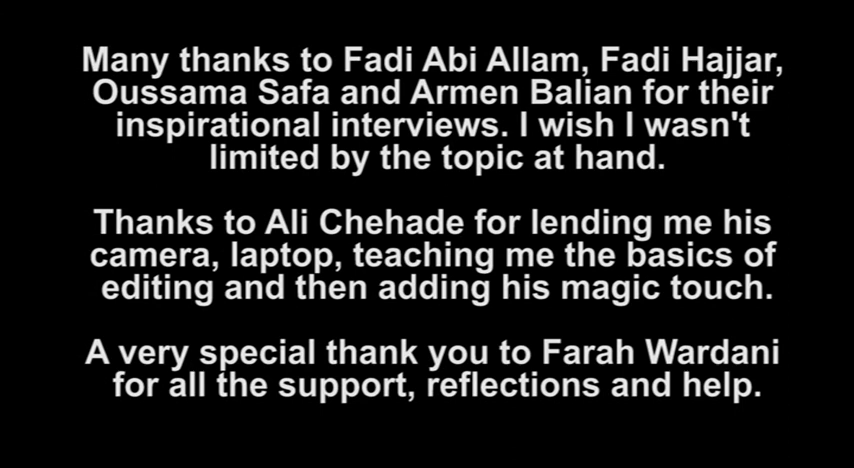 Many thanks to Fadi Abi Allam, Fadi Hajjar,
Oussama Safa and Armen Balian for their
inspirational interviews. I wish I wasn't
limited by the topic at hand.
Thanks to Ali Chehade for lending me his
camera, laptop, teaching me the basics of
editing and then adding his magic touch.
A very special thank you to Farah Wardani
for all the support, reflections and help.